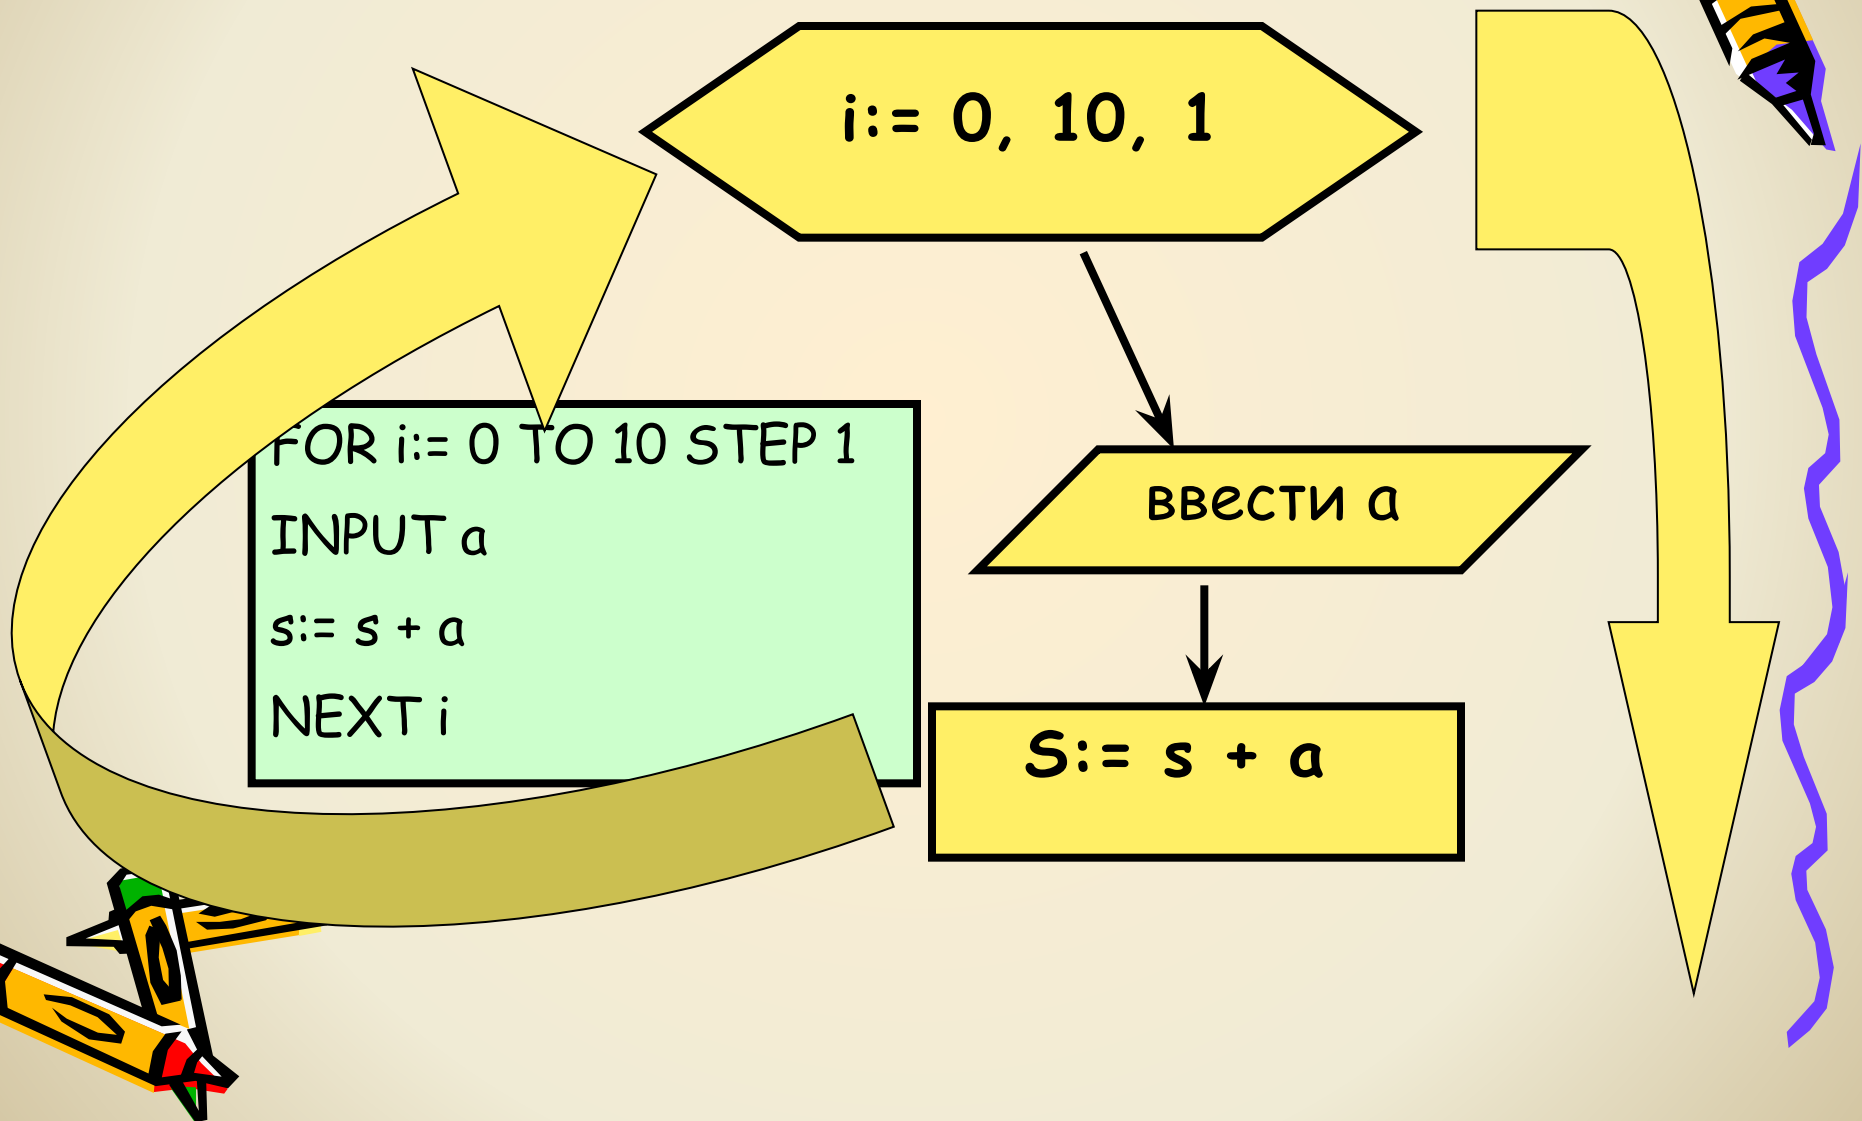 i:= 0, 10, 1
FOR i:= 0 TO 10 STEP 1
INPUT a
s:= s + a
NEXT i
ввести a
S:= s + a